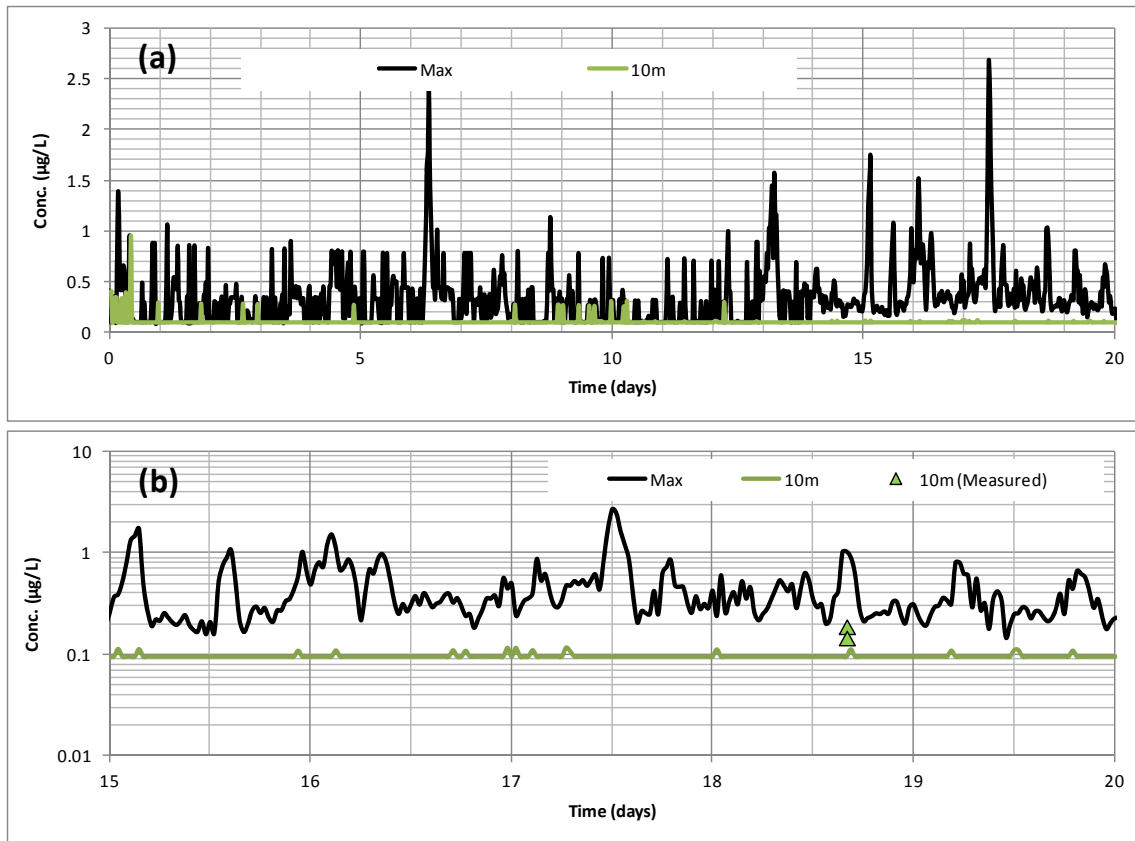 (a)
Max 10m
3
2.5
2
1.5
1
0.5
0
Conc. (µg/L)
0 5 10 15 20
Time (days)
(b)
Max 10m 10m (Measured)
10
1
0.1
0.01
Conc. (µg/L)
15 16 17 18 19 20
Time (days)